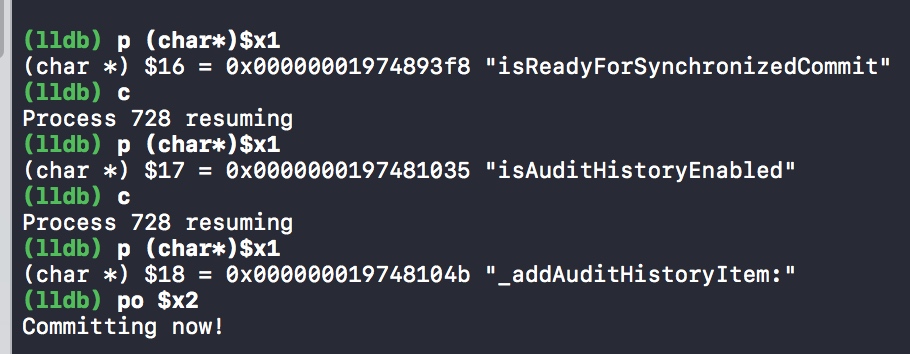 (lldb) p (char*)$x1
(char *) $16 = 0x00000001974893f8 "isReadyForSynchronizedCommit"
(lldb) c
Process 728 resuming
(lldb) p (char*)$x1
(char *) $17 = 0x0000000197481035 "isAuditHistoryEnabled"
(lldb) c
Process 728 resuming
(lldb) p (char*)$x1
(char *) $18 = 0x000000019748104b "_addAuditHistoryItem:"
(lldb) po $x2
Committing now!